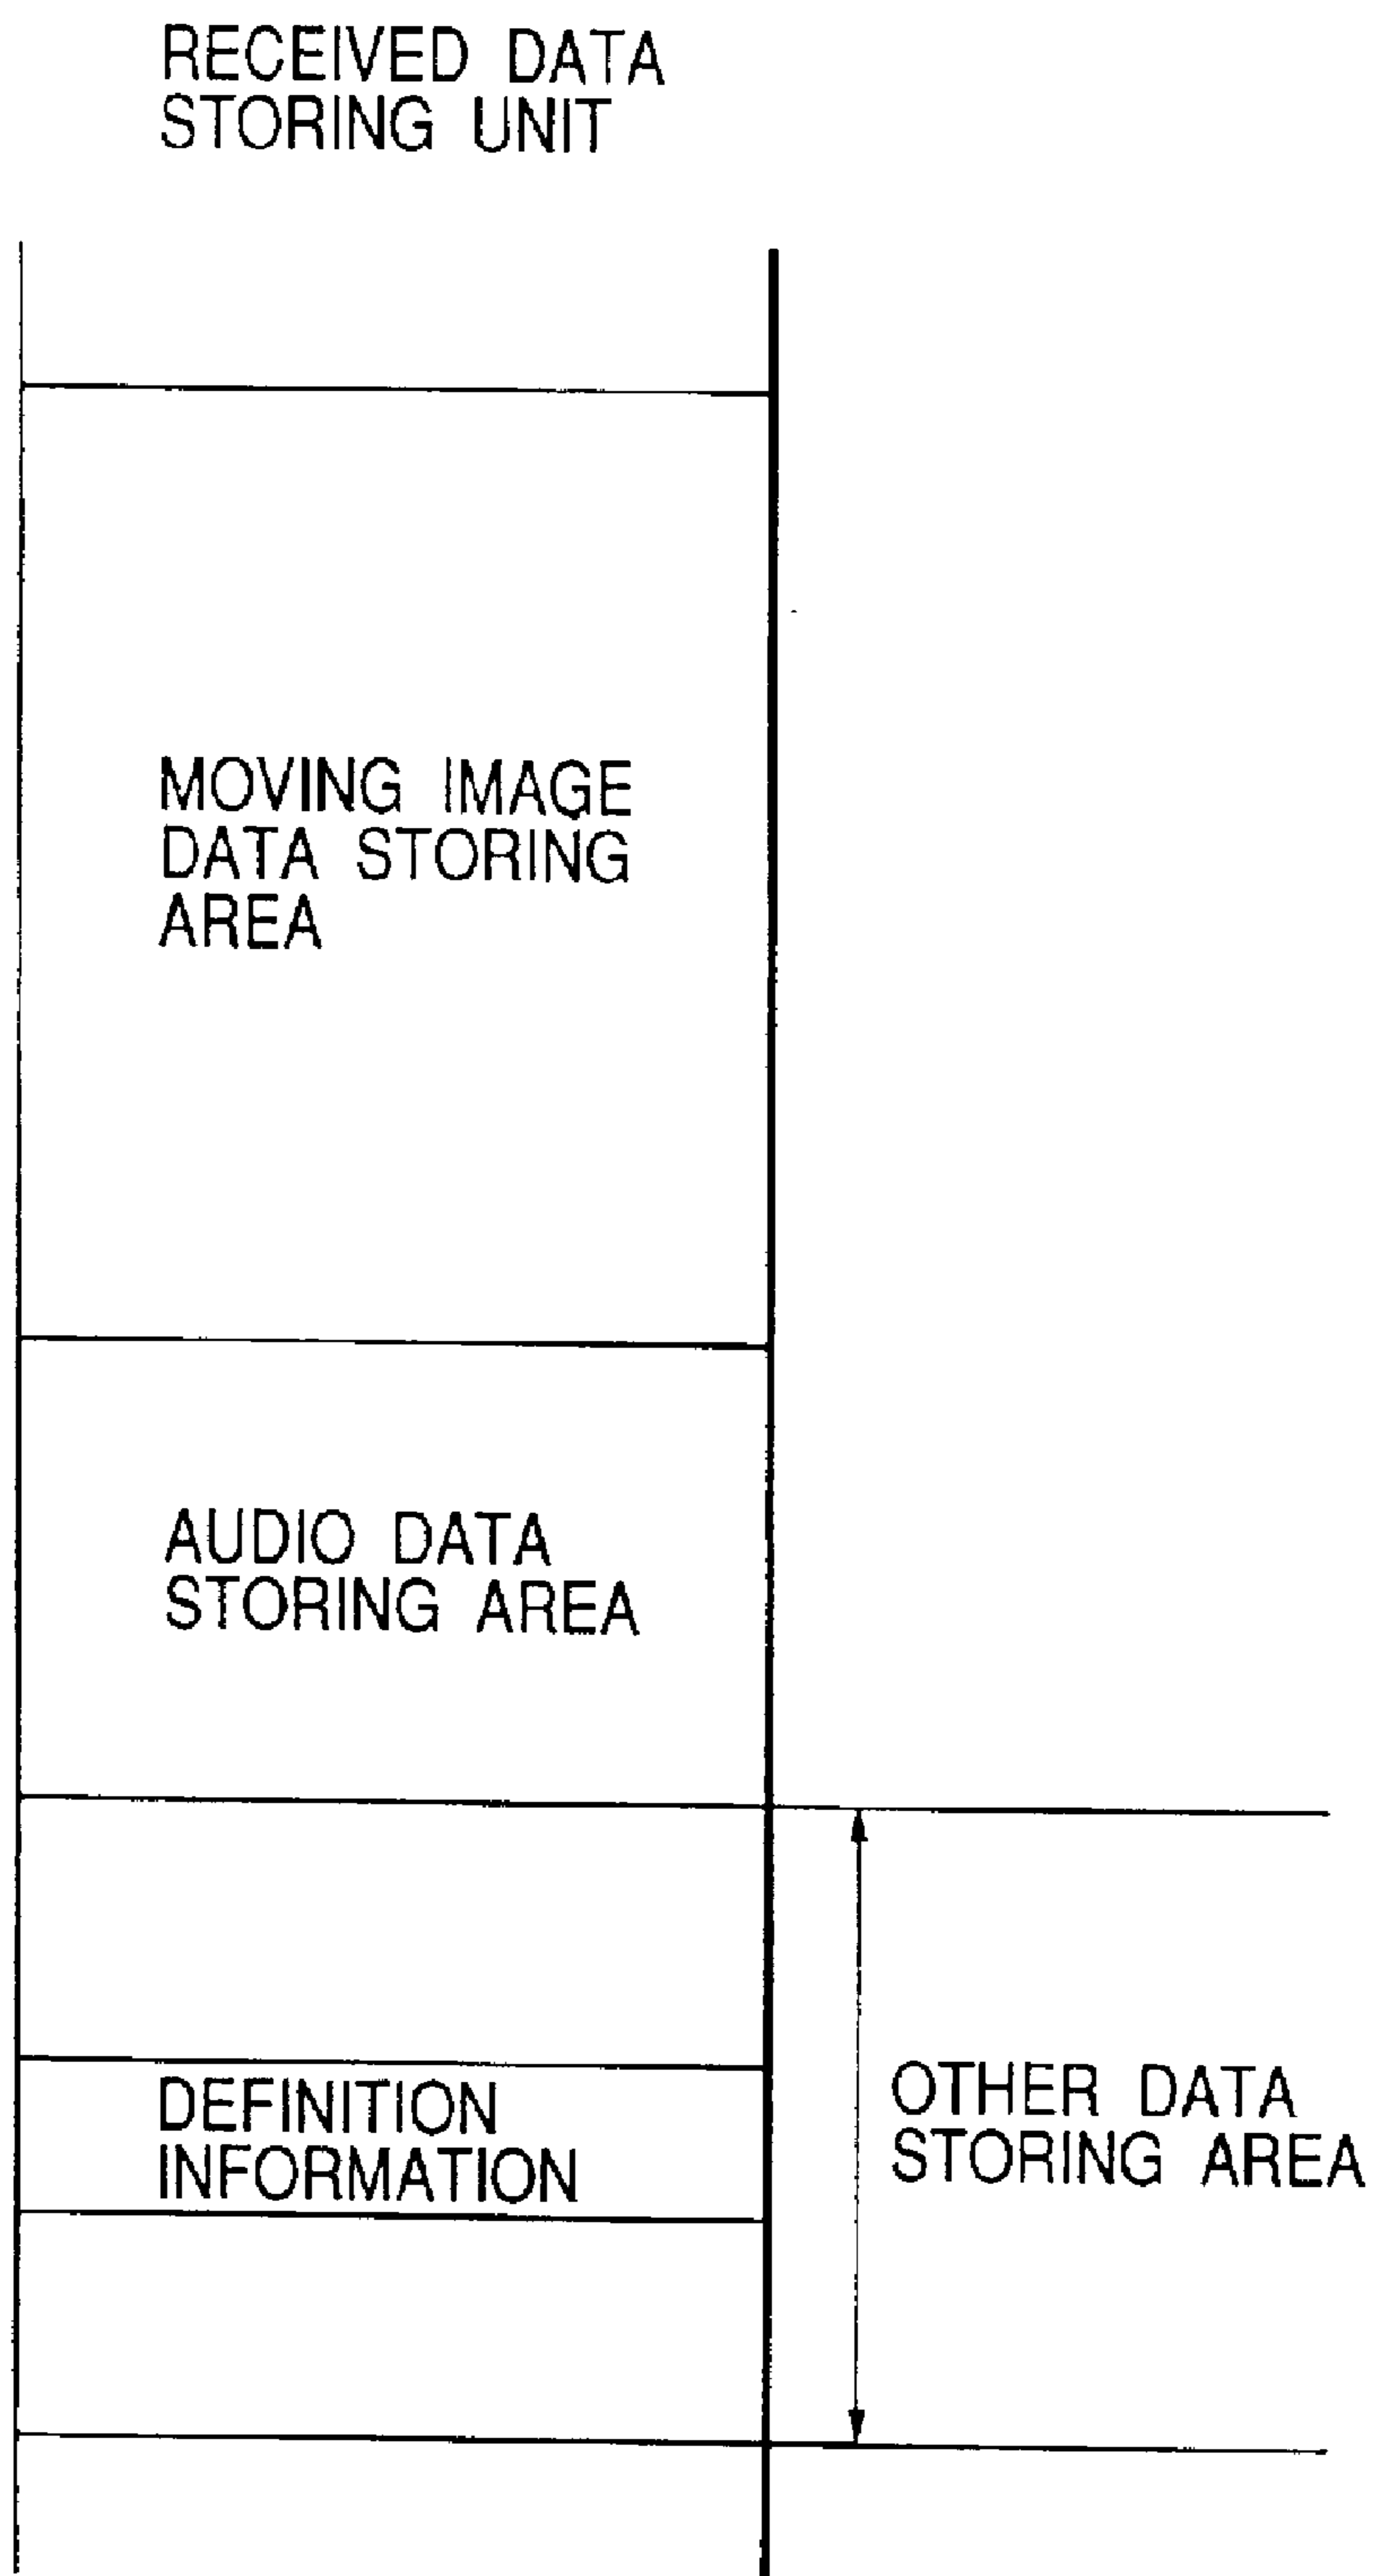 RECEIVED DATA
STORING UNIT
MOVING IMAGE
DATA STORING
AREA
AUDIO DATA
STORING AREA
DEFINITION
INFORMATION
OTHER DATA
STORING AREA